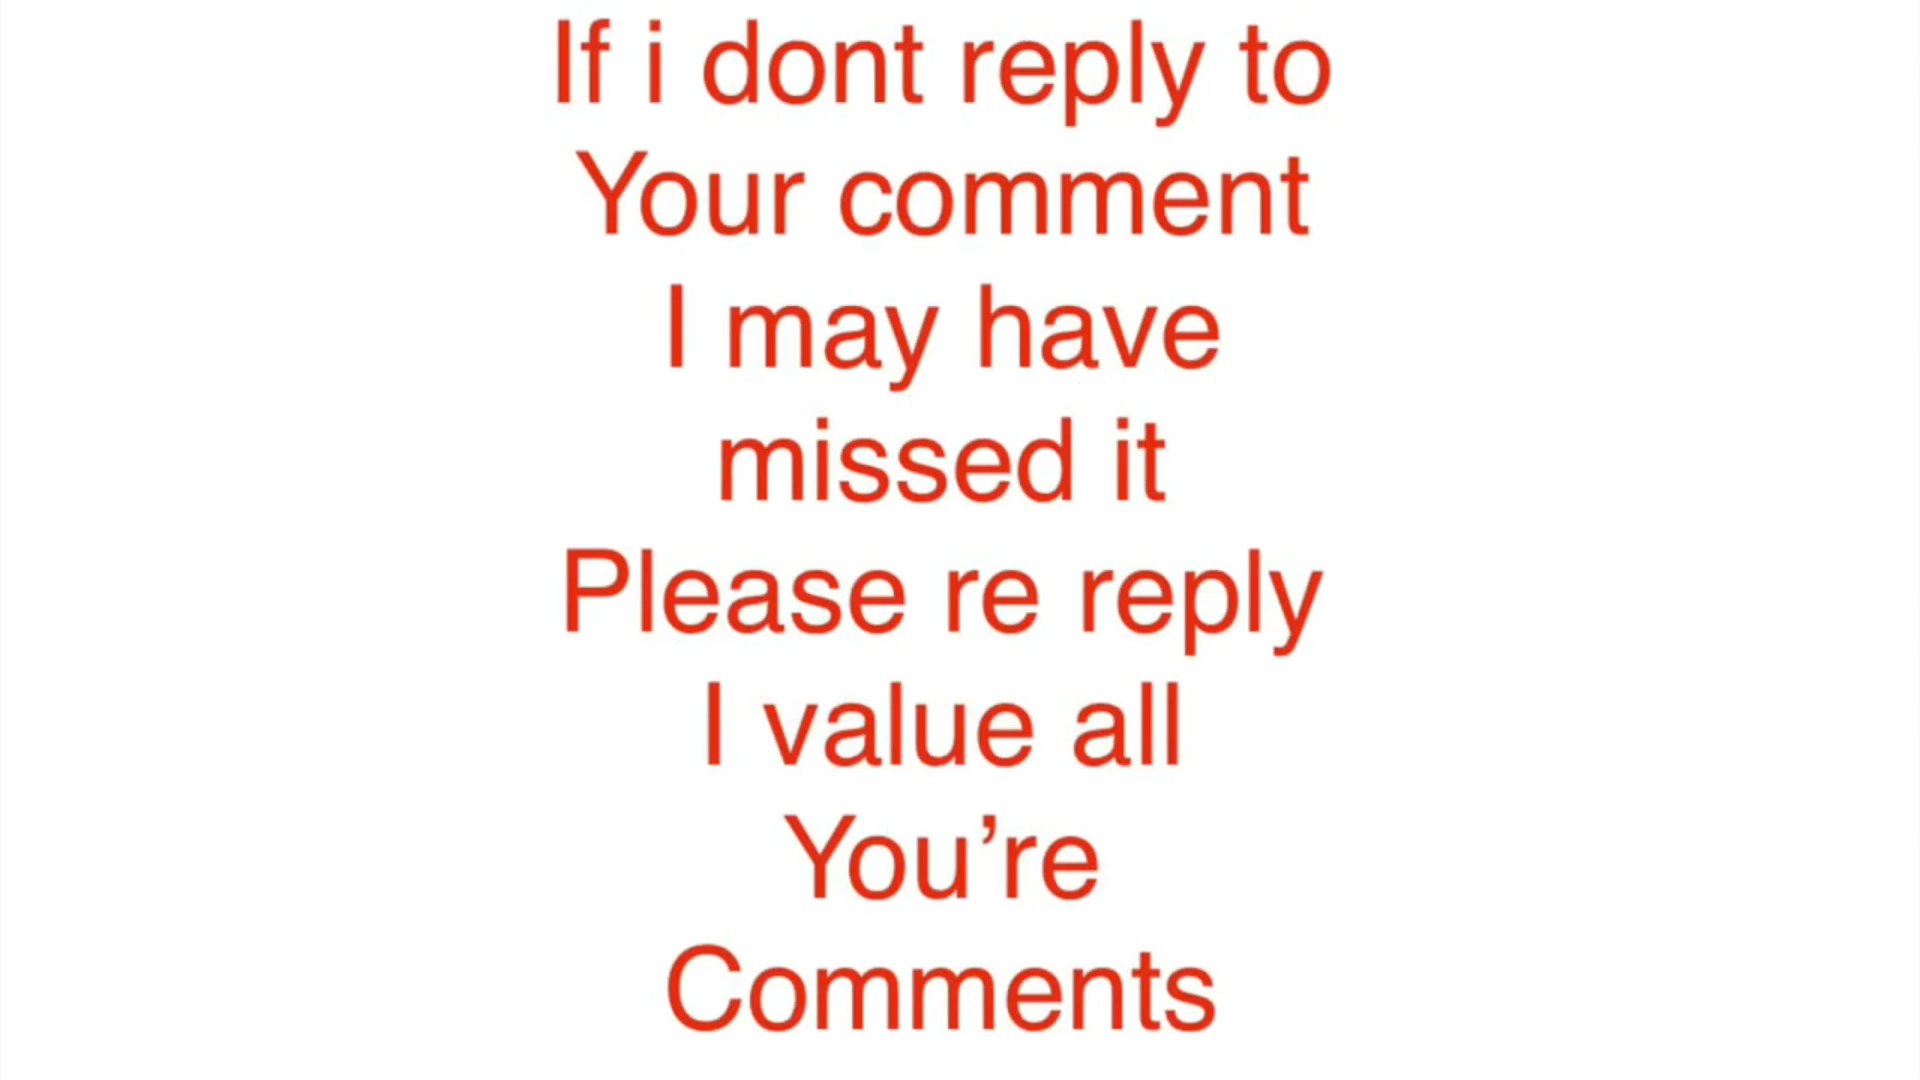 If i dont reply to
Your comment
I may have
missed it
Please re reply
I value all
You’re
Comments